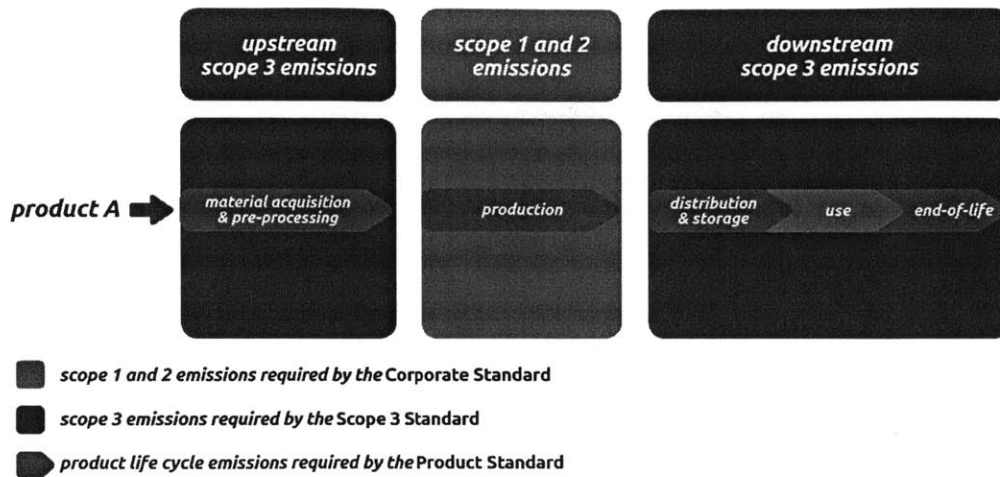 upstream
scope 3 emissions
scope 1 and 2
emissions
downstream
scope 3 emissions
product A
material acquisition
& pre-processing
production
distribution
& storage
use
end-of-life
scope 1 and 2 emissions required by the Corporate Standard
scope 3 emissions required by the Scope 3 Standard
product life cycle emissions required by the Product Standard